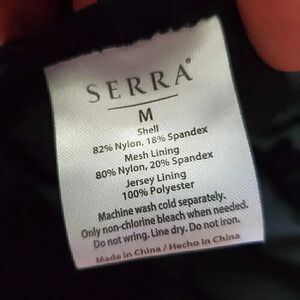 SERRA
M
Shell
82% Nylon, 18% Spandex
Mesh Lining
80% Nylon, 20% Spandex
Jersey Lining
100% Polyester
Machine wash cold separately.
Only non-chlorine bleach when needed.
Do not wring. Line dry. Do not iron.
Made in China / Hecho in China